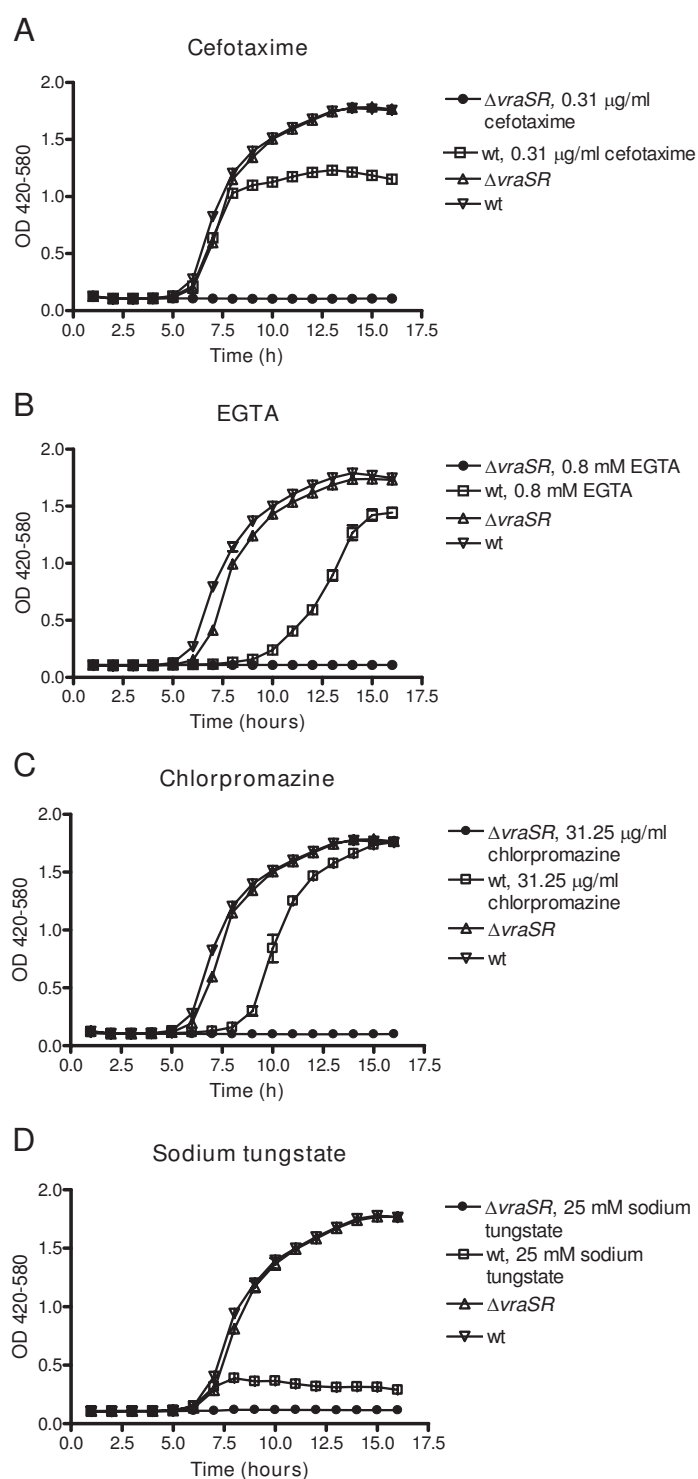 A
Cefotaxime
OD 420-580
2.0
1.5
1.0
0.5
0.0
0.0 2.5 5.0 7.5 10.0 12.5 15.0 17.5
Time (h)
ΔvraSR, 0.31 μg/ml
cefotaxime
wt, 0.31 μg/ml cefotaxime
ΔvraSR
wt
B
EGTA
OD 420-580
2.0
1.5
1.0
0.5
0.0
0.0 2.5 5.0 7.5 10.0 12.5 15.0 17.5
Time (hours)
ΔvraSR, 0.8 mM EGTA
wt, 0.8 mM EGTA
ΔvraSR
wt
C
Chlorpromazine
OD 420-580
2.0
1.5
1.0
0.5
0.0
0.0 2.5 5.0 7.5 10.0 12.5 15.0 17.5
Time (h)
ΔvraSR, 31.25 μg/ml
chlorpromazine
wt, 31.25 μg/ml
chlorpromazine
ΔvraSR
wt
D
Sodium tungstate
OD 420-580
2.0
1.5
1.0
0.5
0.0
0.0 2.5 5.0 7.5 10.0 12.5 15.0 17.5
Time (hours)
ΔvraSR, 25 mM sodium
tungstate
wt, 25 mM sodium
tungstate
ΔvraSR
wt